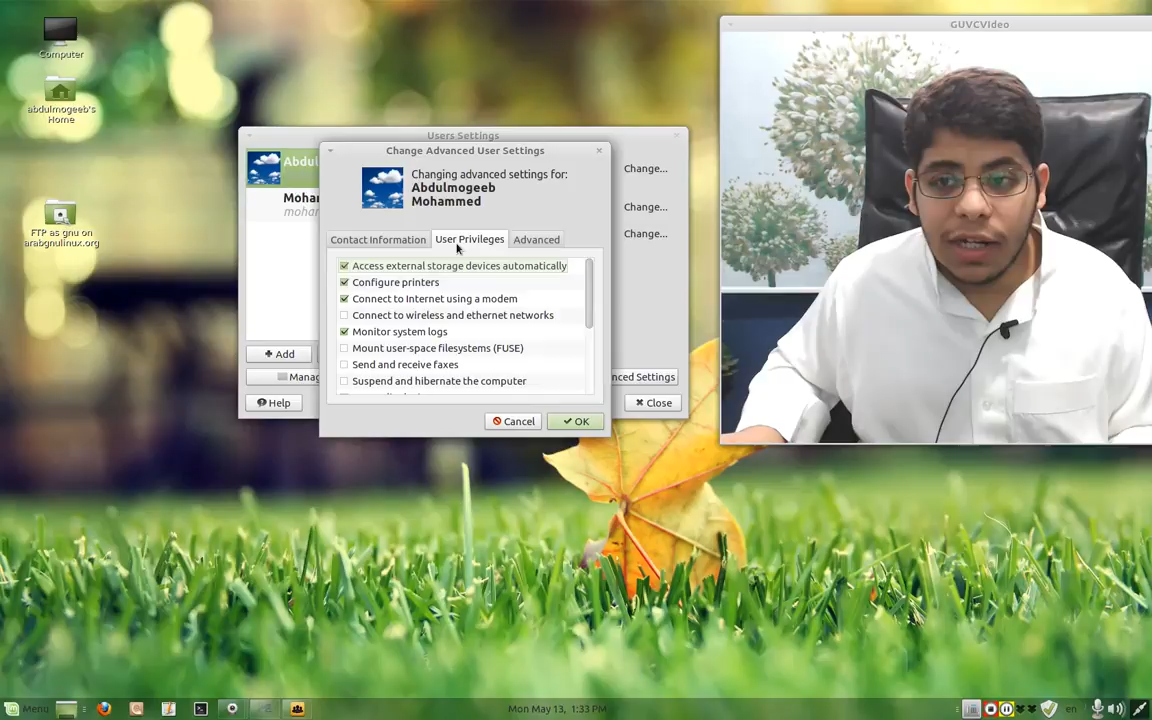 Computer
abdulmogeeb's
Home
FTP as gnu on
arabgnulinux.org
GUVCVideo
Users Settings
Abdul
Change...
Mohan
mohar
Change...
Change...
Add
Manag
nced Settings
Help
Close
Change Advanced User Settings
Changing advanced settings for:
Abdulmogeeb
Mohammed
Contact Information
User Privileges
Advanced
Access external storage devices automatically
Configure printers
Connect to Internet using a modem
Connect to wireless and ethernet networks
Monitor system logs
Mount user-space filesystems (FUSE)
Send and receive faxes
Suspend and hibernate the computer
Cancel
OK
Menu
Mon May 13, 1:33 PM
en